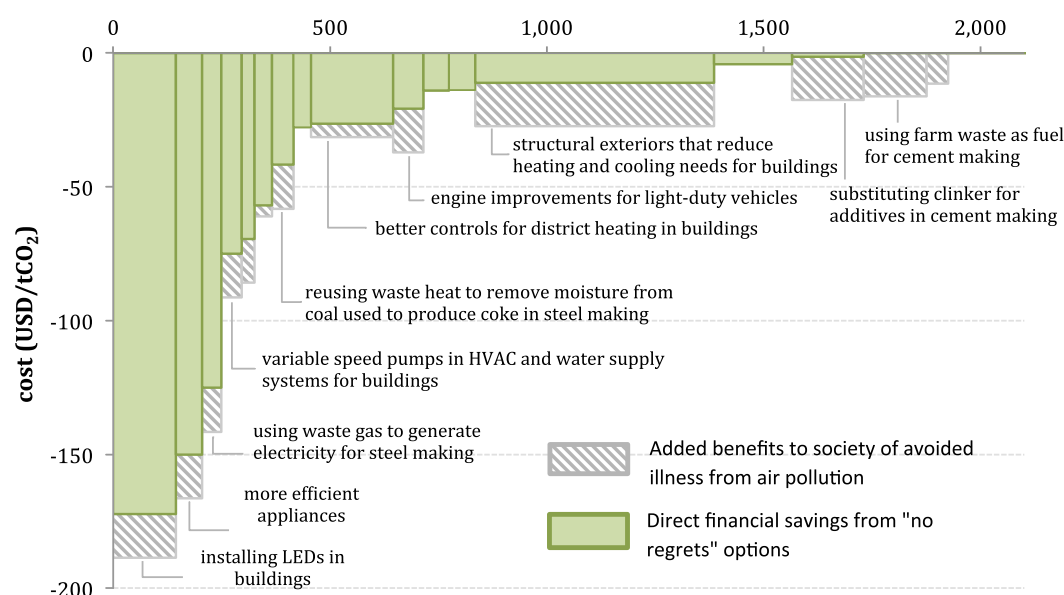 0 500 1,000 1,500 2,000
0
-50
-100
-150
-200
cost (USD/tCO2)
using farm waste as fuel
for cement making
structural exteriors that reduce
heating and cooling needs for buildings
substituting clinker for
additives in cement making
engine improvements for light-duty vehicles
better controls for district heating in buildings
reusing waste heat to remove moisture from
coal used to produce coke in steel making
variable speed pumps in HVAC and water supply
systems for buildings
using waste gas to generate
electricity for steel making
more efficient
appliances
installing LEDs in
buildings
Added benefits to society of avoided
illness from air pollution
Direct financial savings from "no
regrets" options